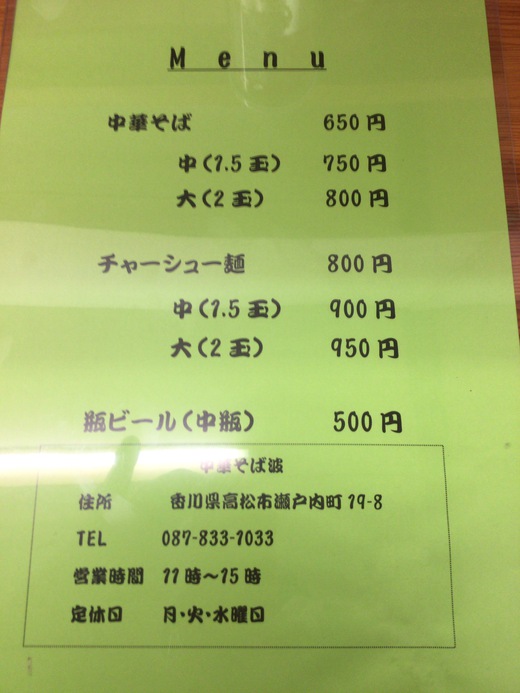 Menu
中華そば 650円
中(1.5玉) 750円
大(2玉) 800円
チャーシュー麺 800円
中(1.5玉) 900円
大(2玉) 950円
瓶ビール(中瓶) 500円
中華そば波
住所 香川県高松市瀬戸内町19-8
TEL 087-833-1033
営業時間 11時〜15時
定休日 月・火・水曜日